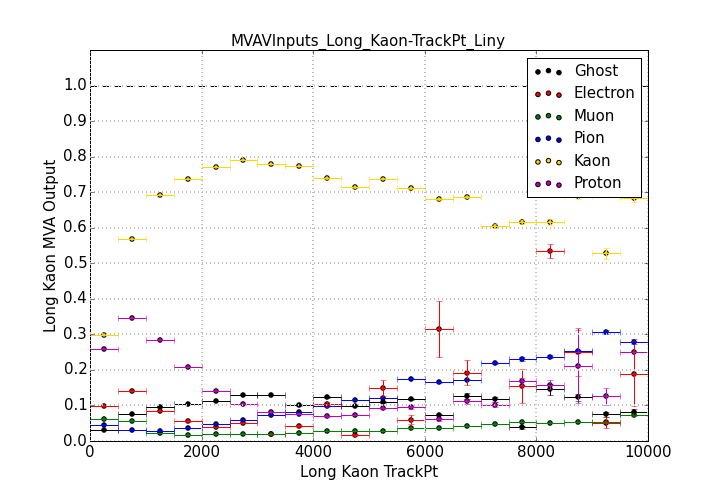 MVAVInputs_Long_Kaon-TrackPt_Liny
1.0
0.9
0.8
0.7
0.6
0.5
0.4
0.3
0.2
0.1
0.0
Long Kaon MVA Output
Ghost
Electron
Muon
Pion
Kaon
Proton
0 2000 4000 6000 8000 10000
Long Kaon TrackPt